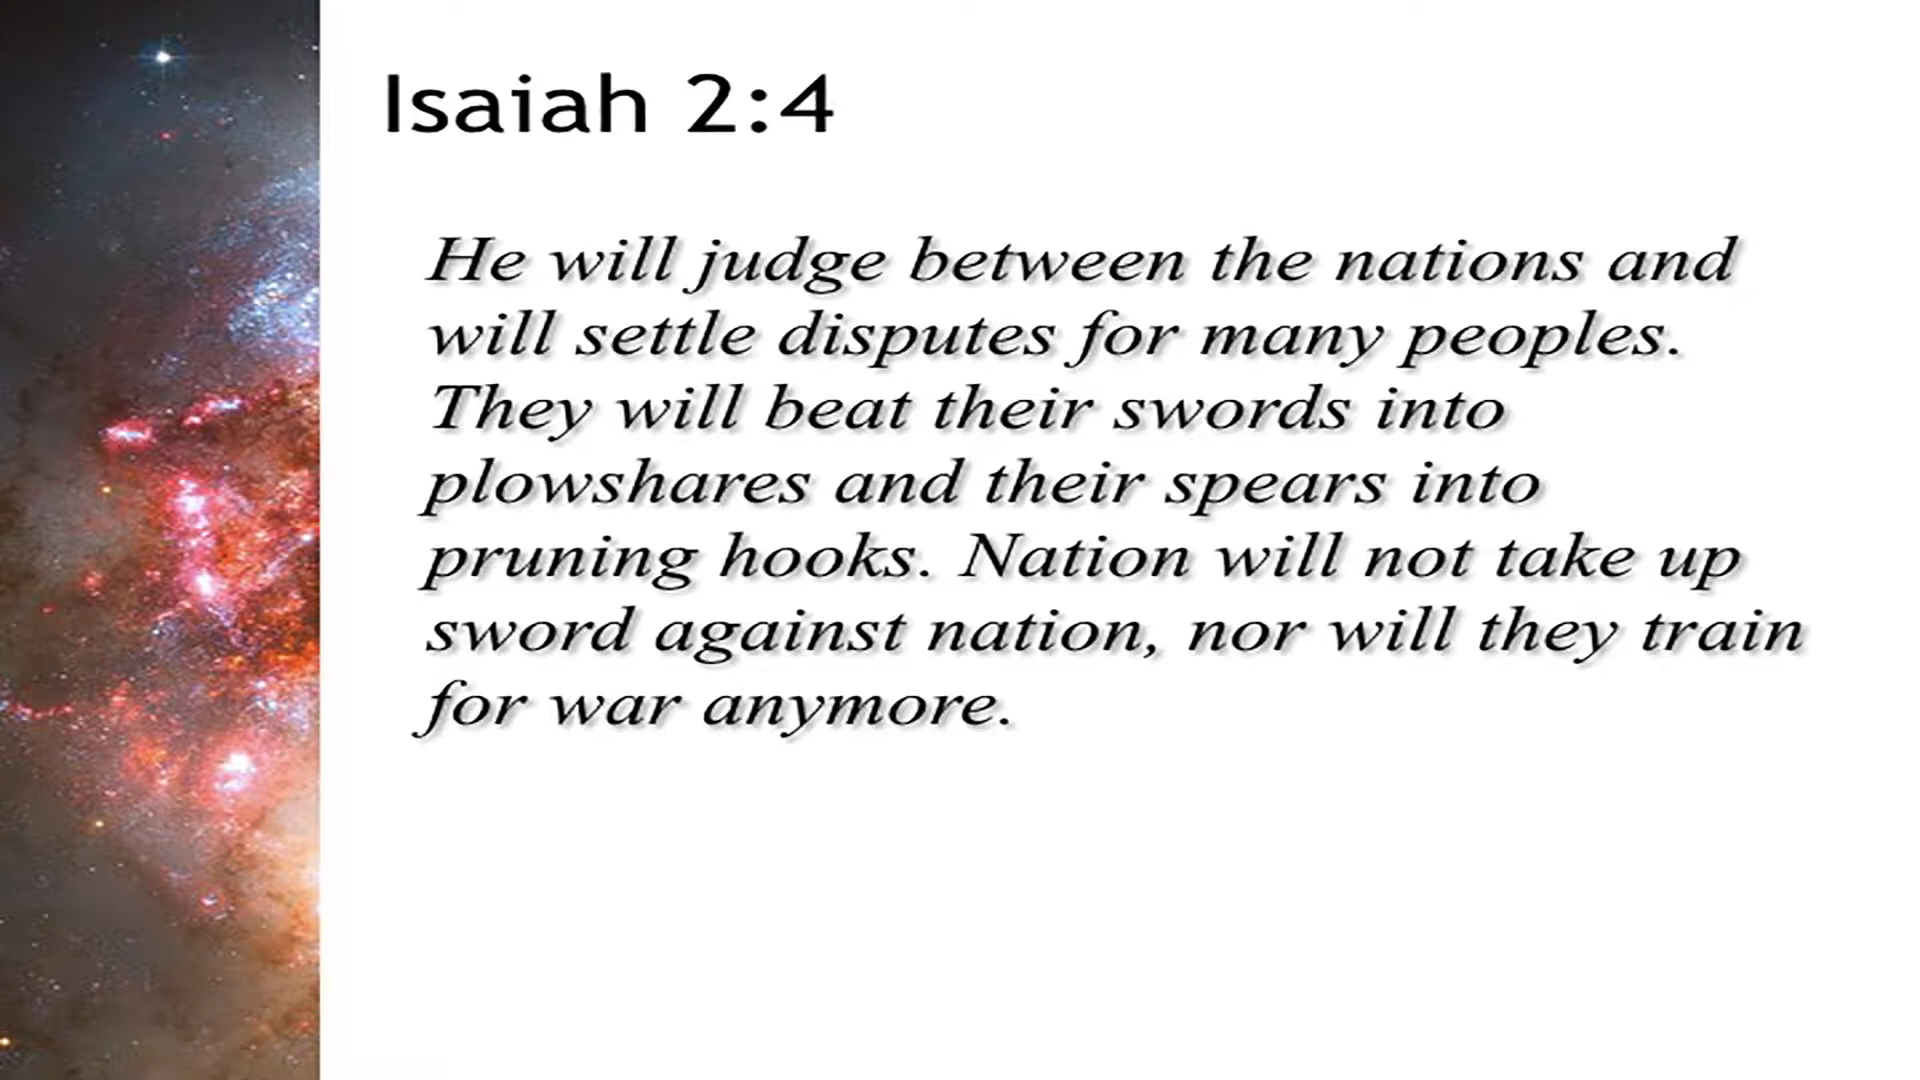 Isaiah 2:4
He will judge between the nations and
will settle disputes for many peoples.
They will beat their swords into
plowshares and their spears into
pruning hooks. Nation will not take up
sword against nation, nor will they train
for war anymore.